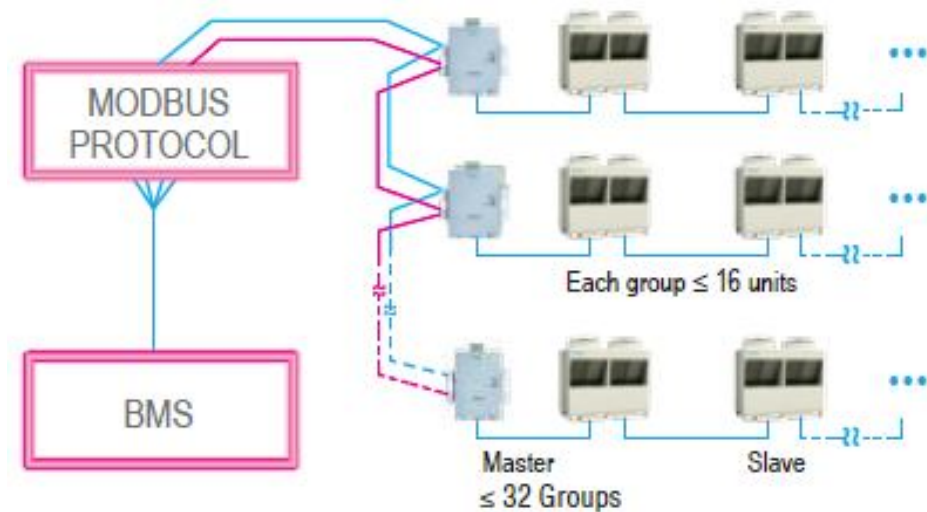 MODBUS
PROTOCOL
Each group ≤ 16 units
BMS
Master
Slave
≤ 32 Groups